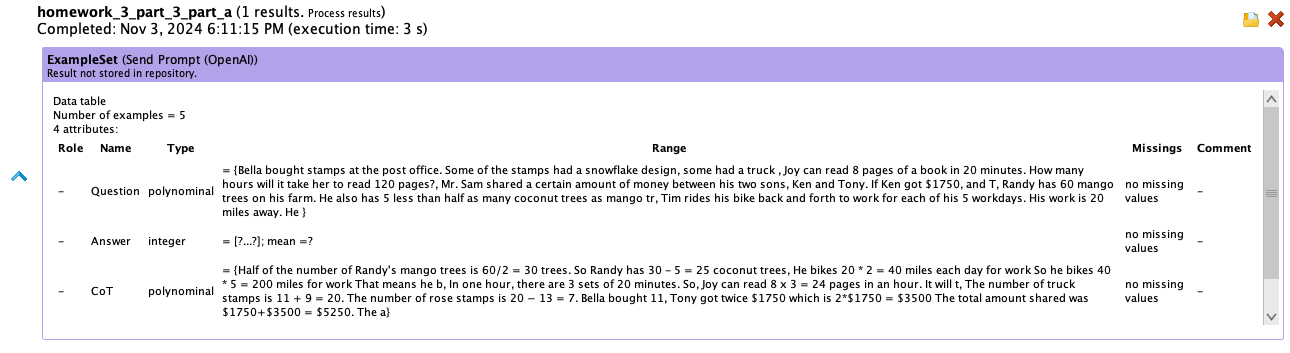 homework_3_part_3_part_a (1 results. Process results)
Completed: Nov 3, 2024 6:11:15 PM (execution time: 3 s)
ExampleSet (Send Prompt (OpenAI))
Result not stored in repository.
Data table
Number of examples = 5
4 attributes:
Role Name Type Range Missings Comment
= {Bella bought stamps at the post office. Some of the stamps had a snowflake design, some had a truck , Joy can read 8 pages of a book in 20 minutes. How many
– Question polynominal hours will it take her to read 120 pages?, Mr. Sam shared a certain amount of money between his two sons, Ken and Tony. If Ken got $1750, and T, Randy has 60 mango no missing –
trees on his farm. He also has 5 less than half as many coconut trees as mango tr, Tim rides his bike back and forth to work for each of his 5 workdays. His work is 20 values
miles away. He }
– Answer integer = [?...?]; mean =? no missing values –
= {Half of the number of Randy's mango trees is 60/2 = 30 trees. So Randy has 30 - 5 = 25 coconut trees, He bikes 20 * 2 = 40 miles each day for work So he bikes 40
– CoT polynominal * 5 = 200 miles for work That means he b, In one hour, there are 3 sets of 20 minutes. So, Joy can read 8 x 3 = 24 pages in an hour. It will t, The number of truck no missing –
stamps is 11 + 9 = 20. The number of rose stamps is 20 − 13 = 7. Bella bought 11, Tony got twice $1750 which is 2*$1750 = $3500 The total amount shared was values
$1750+$3500 = $5250. The a}